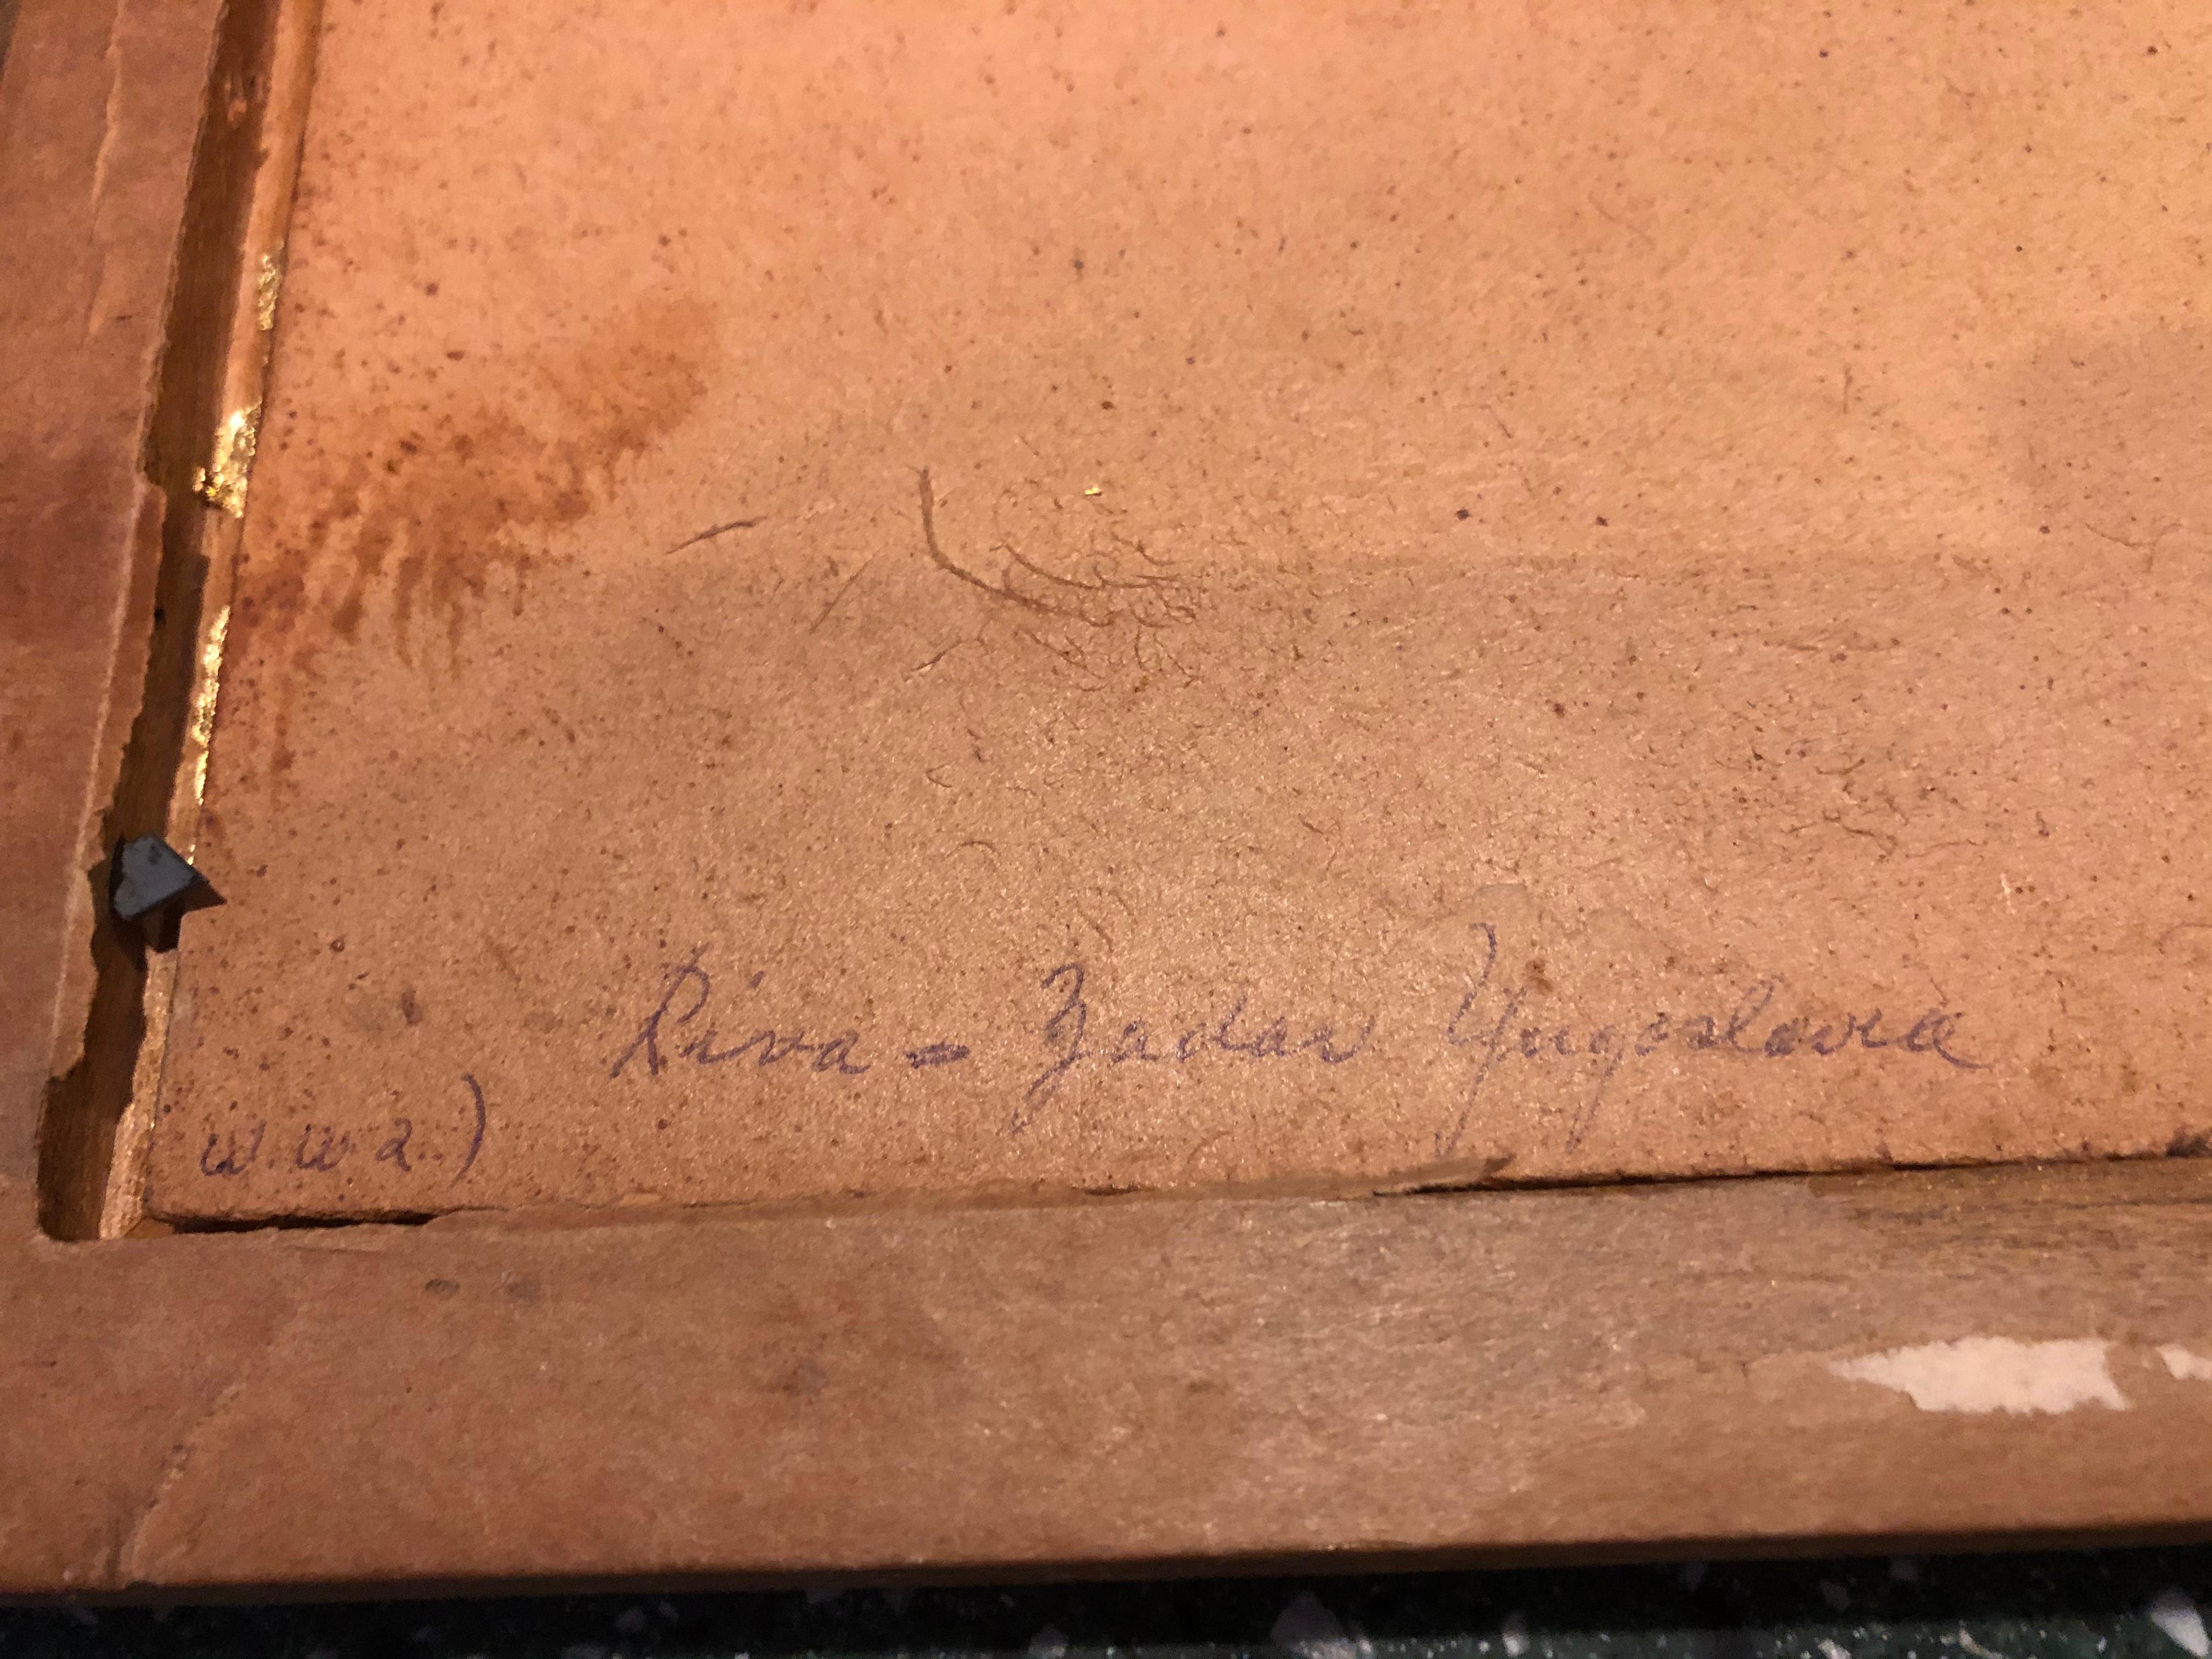 Riva - Zadar Yugoslavia
W.W 2.)